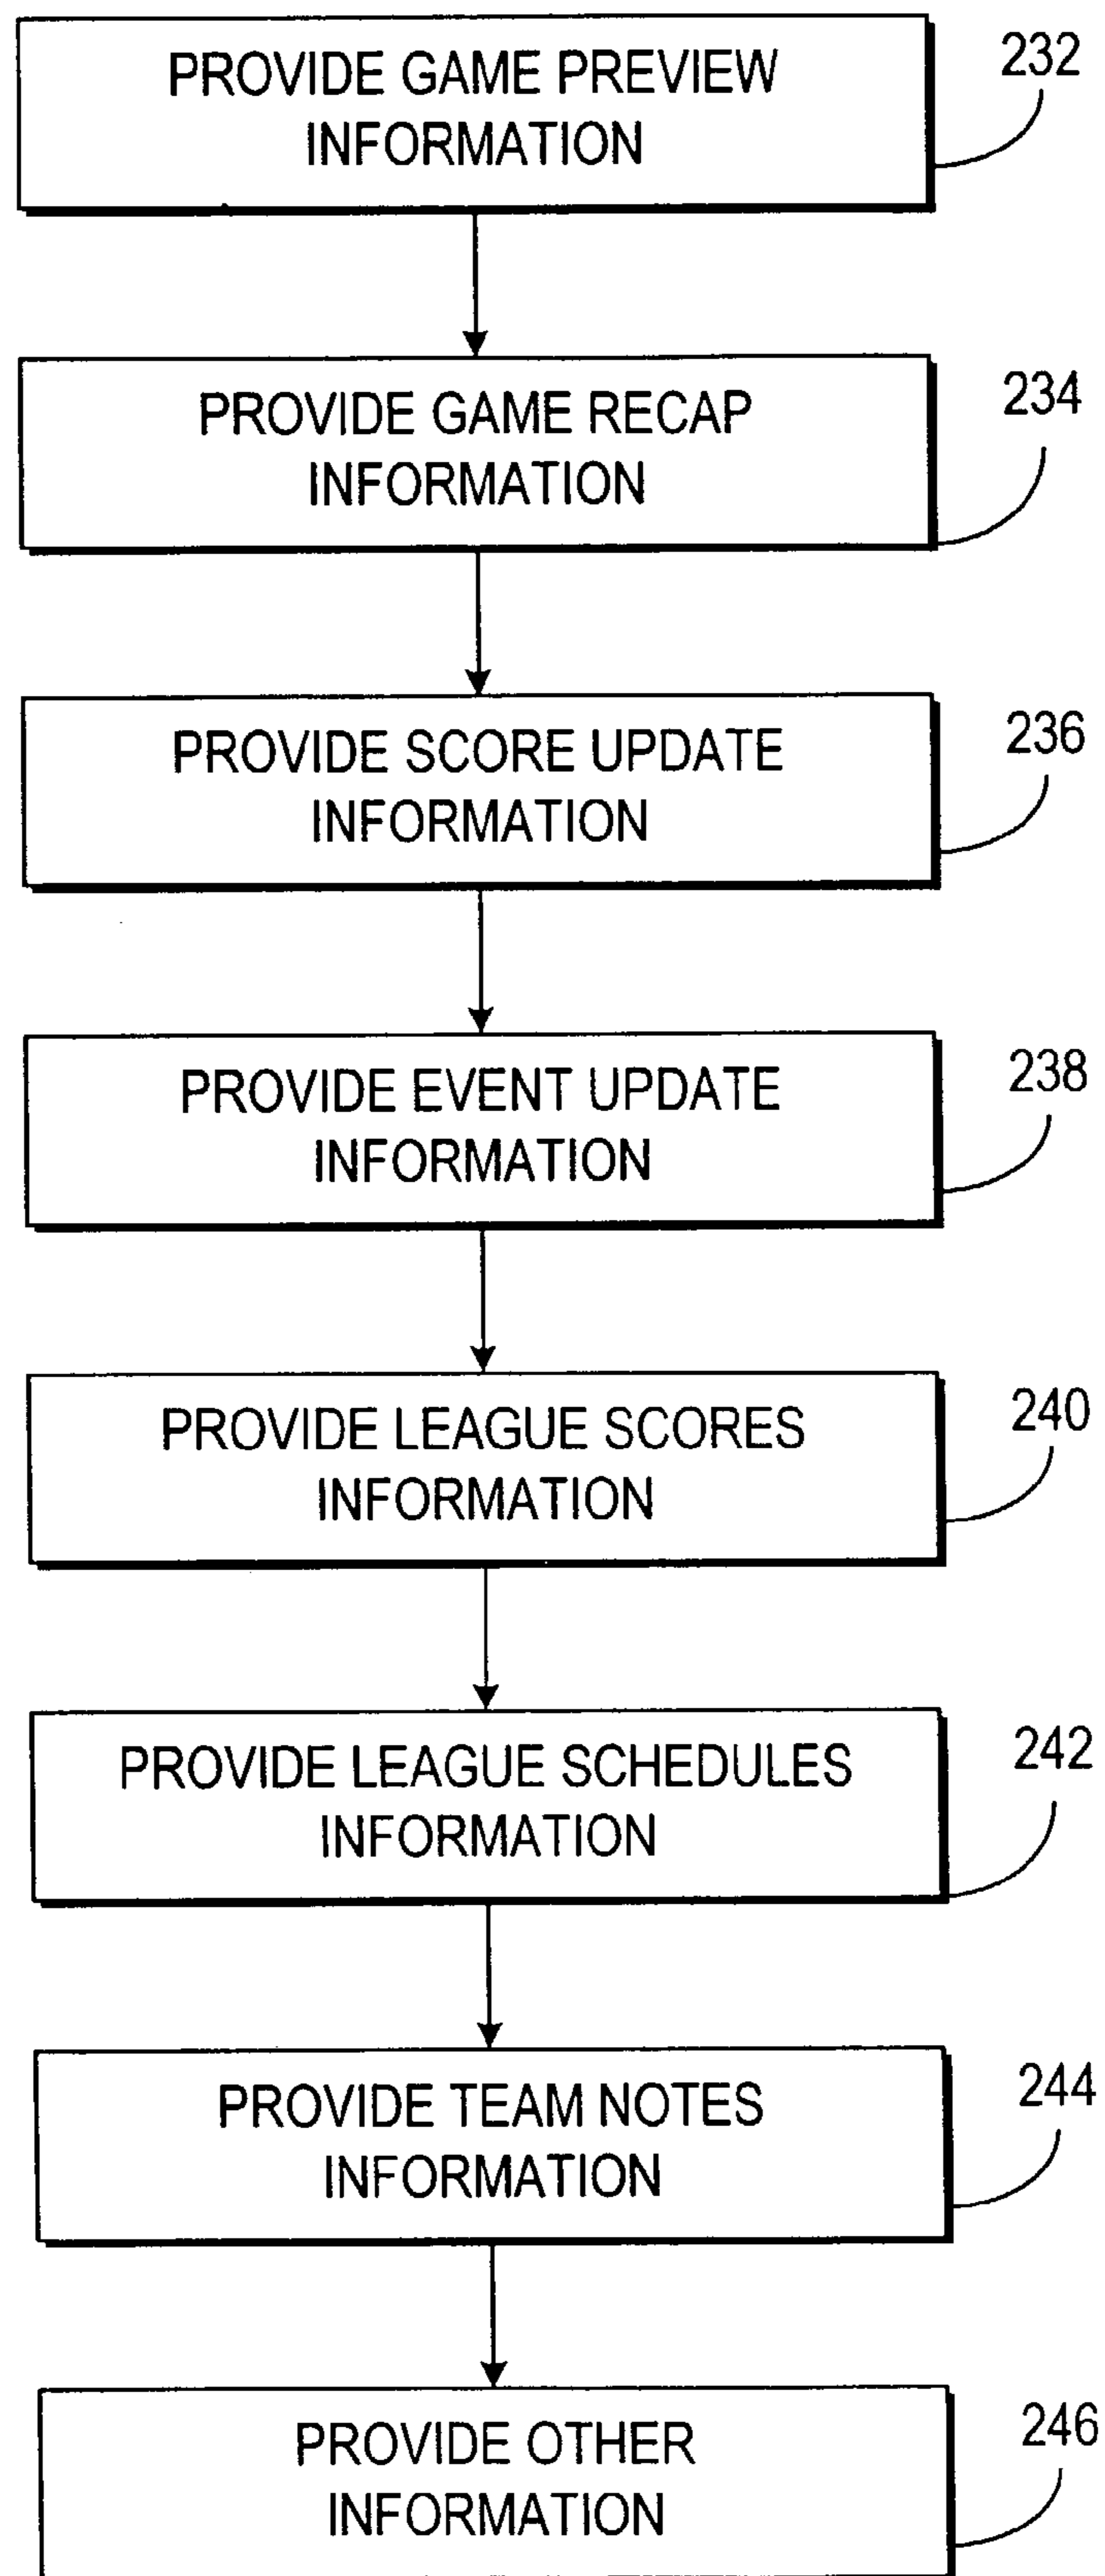 PROVIDE GAME PREVIEW
INFORMATION
232
PROVIDE GAME RECAP
INFORMATION
234
PROVIDE SCORE UPDATE
INFORMATION
236
PROVIDE EVENT UPDATE
INFORMATION
238
PROVIDE LEAGUE SCORES
INFORMATION
240
PROVIDE LEAGUE SCHEDULES
INFORMATION
242
PROVIDE TEAM NOTES
INFORMATION
244
PROVIDE OTHER
INFORMATION
246